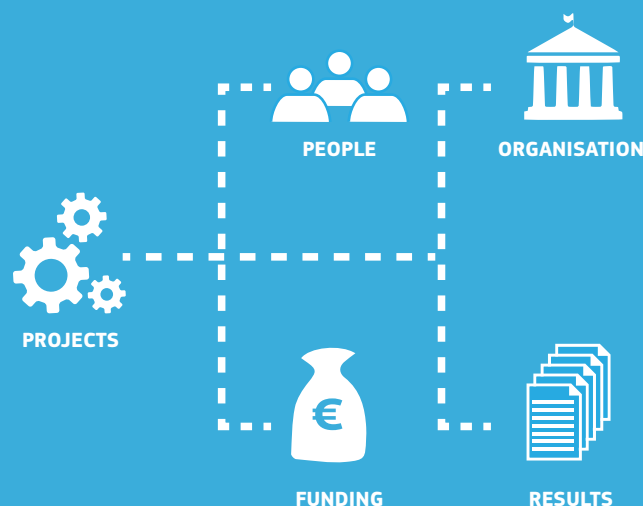 PEOPLE
ORGANISATION
PROJECTS
€
FUNDING
RESULTS